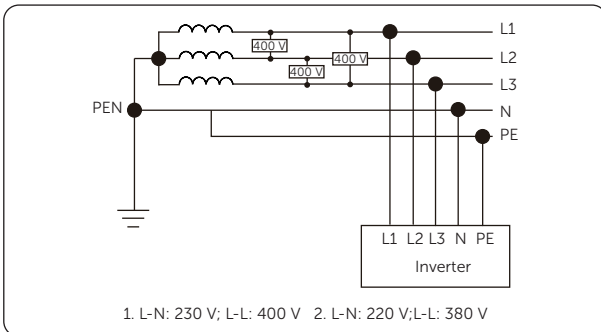 L1
400 V
L2
400 V
400 V
L3
PEN
N
PE
L1 L2 L3 N PE
Inverter
1. L-N: 230 V; L-L: 400 V 2. L-N: 220 V;L-L: 380 V